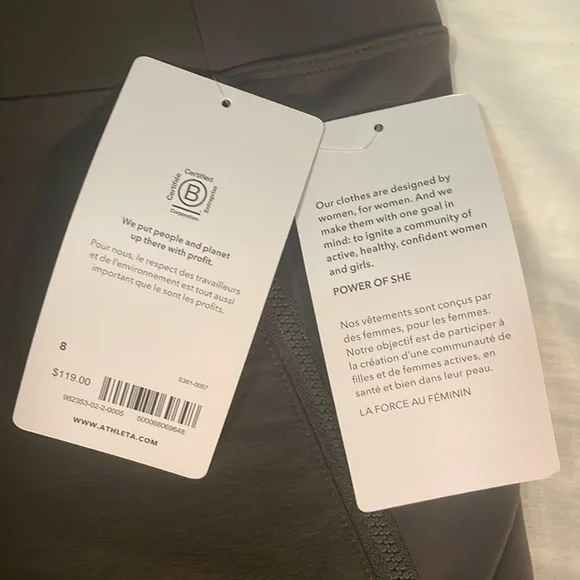 Certified
Certifiée
B
Entreprise
Corporation
We put people and planet
up there with profit.
Pour nous, le respect des travailleurs
et de l'environnement est tout aussi
important que le sont les profits.
8
$119.00
S381-0057
982353-02-2-0005 500068069648
WWW.ATHLETA.COM
Our clothes are designed by
women, for women. And we
make them with one goal in
mind: to ignite a community of
active, healthy, confident women
and girls.
POWER OF SHE
Nos vêtements sont conçus par
des femmes, pour les femmes.
Notre objectif est de participer à
la création d'une communauté de
filles et de femmes actives, en
santé et bien dans leur peau.
LA FORCE AU FÉMININ